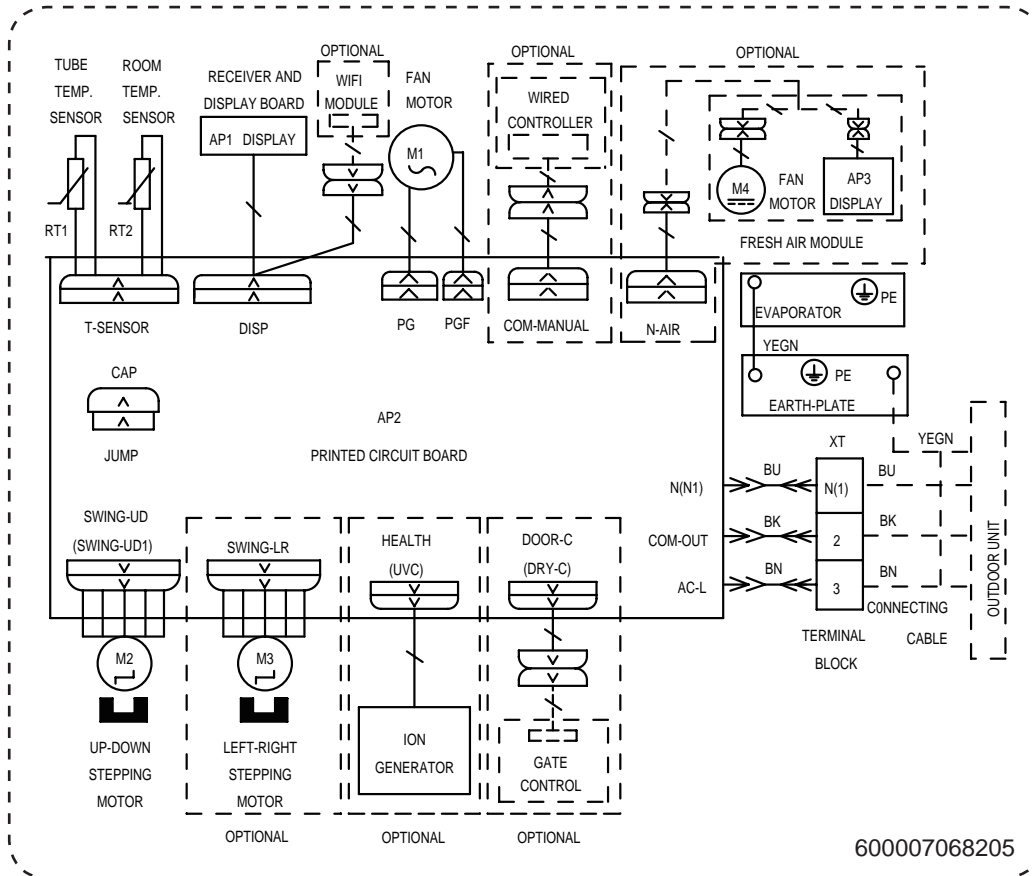 OPTIONAL
OPTIONAL
OPTIONAL
TUBE
TEMP.
SENSOR
ROOM
TEMP.
SENSOR
RECEIVER AND
DISPLAY BOARD
AP1 DISPLAY
WIFI
MODULE
FAN
MOTOR
M1
WIRED
CONTROLLER
M4
FAN
MOTOR
AP3
DISPLAY
FRESH AIR MODULE
RT1
RT2
T-SENSOR
DISP
PG
PGF
COM-MANUAL
N-AIR
PE
EVAPORATOR
YEGN
PE
EARTH-PLATE
CAP
JUMP
AP2
PRINTED CIRCUIT BOARD
XT
YEGN
N(N1)
BU
N(1)
BU
COM-OUT
BK
2
BK
AC-L
BN
3
BN
C0NNECTING
CABLE
OUTDOOR UNIT
TERMINAL
BLOCK
SWING-UD
(SWING-UD1)
SWING-LR
HEALTH
(UVC)
DOOR-C
(DRY-C)
M2
M3
UP-DOWN
STEPPING
MOTOR
LEFT-RIGHT
STEPPING
MOTOR
ION
GENERATOR
GATE
CONTROL
OPTIONAL
OPTIONAL
OPTIONAL
600007068205